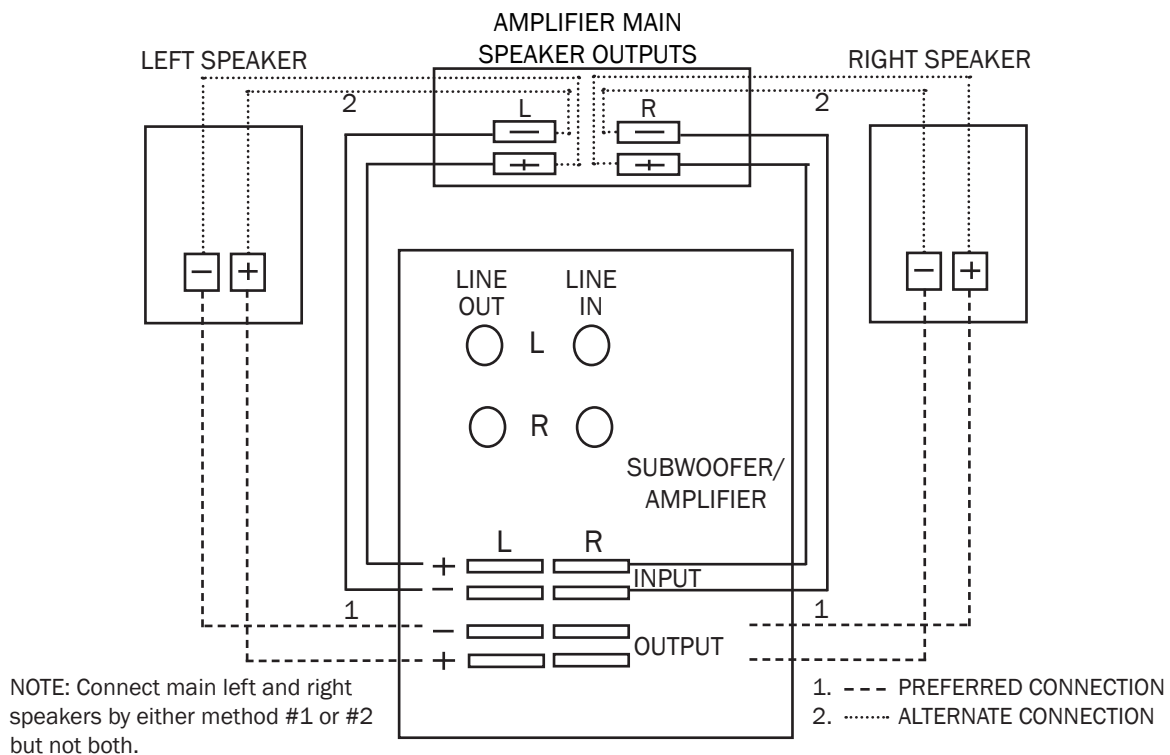 AMPLIFIER MAIN
SPEAKER OUTPUTS
LEFT SPEAKER
RIGHT SPEAKER
2
2
L
R
−
−
+
+
−
+
−
+
LINE
OUT
LINE
IN
L
R
SUBWOOFER/
AMPLIFIER
L
R
+
INPUT
−
1
1
−
OUTPUT
+
NOTE: Connect main left and right
speakers by either method #1 or #2
but not both.
1. --- PREFERRED CONNECTION
2. ........ ALTERNATE CONNECTION